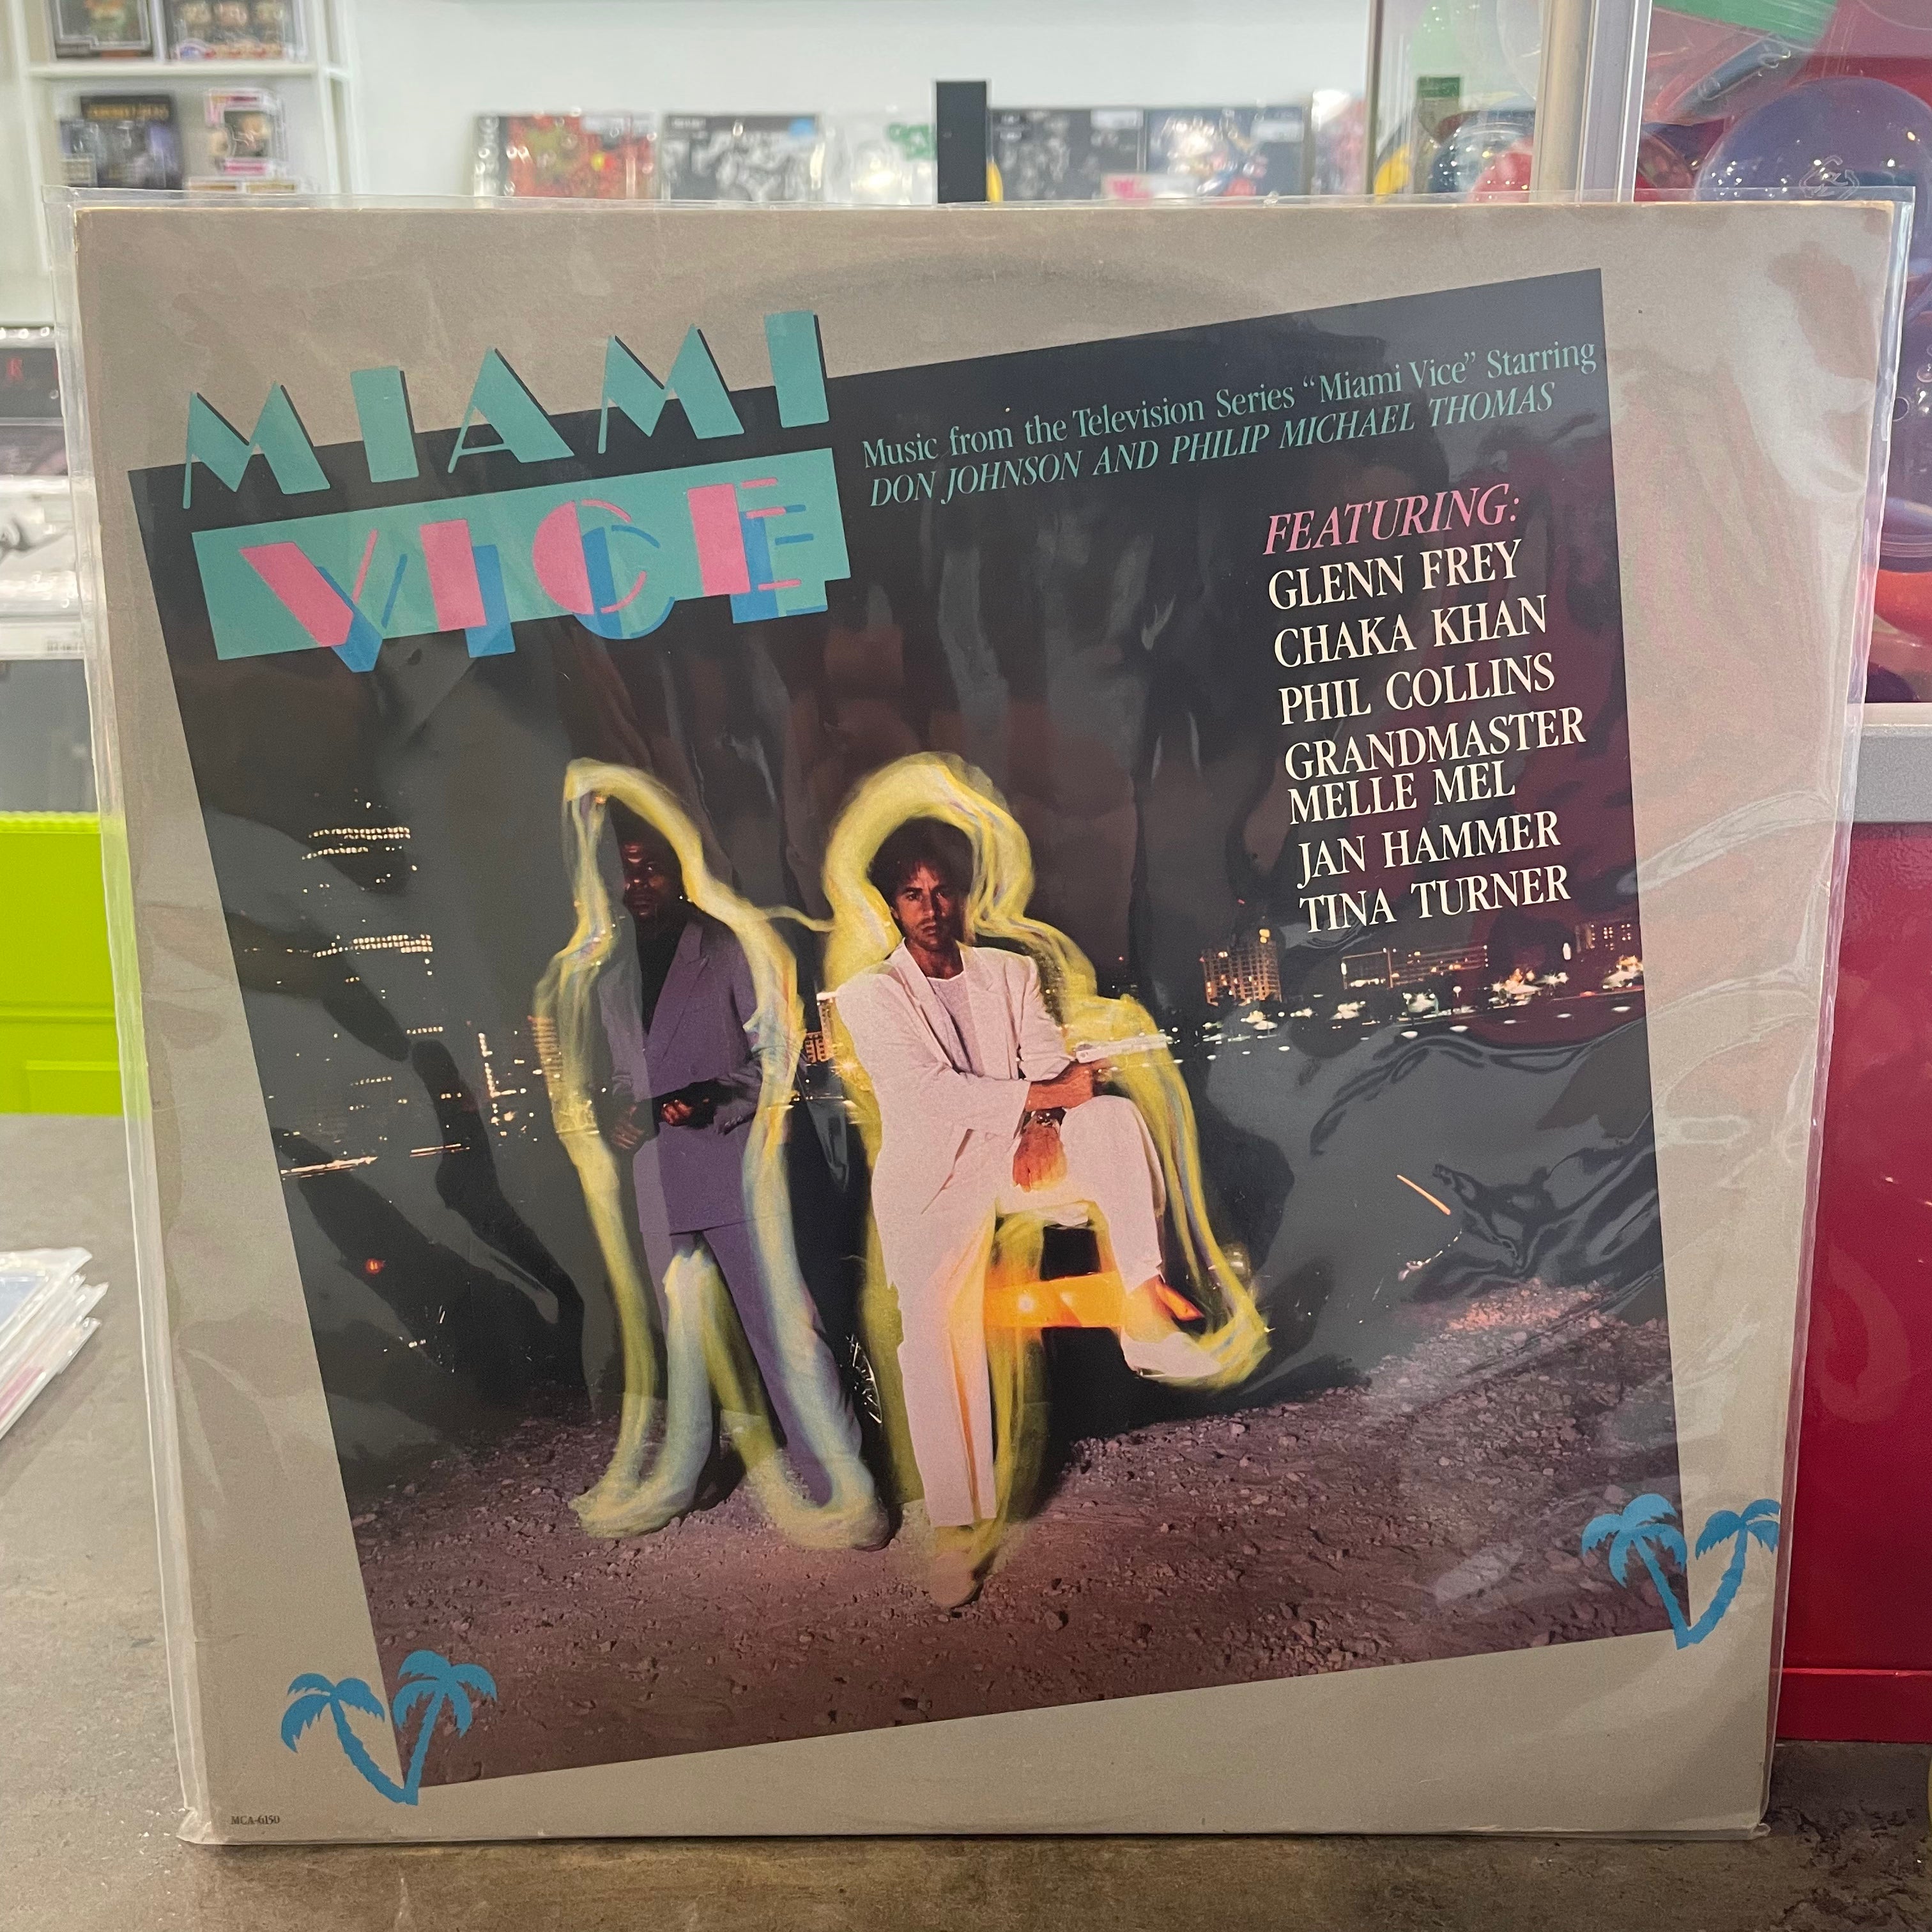 MIAMI
VICE
Music from the Television Series “Miami Vice” Starring
DON JOHNSON AND PHILIP MICHAEL THOMAS
FEATURING:
GLENN FREY
CHAKA KHAN
PHIL COLLINS
GRANDMASTER
MELLE MEL
JAN HAMMER
TINA TURNER
MCA-6150